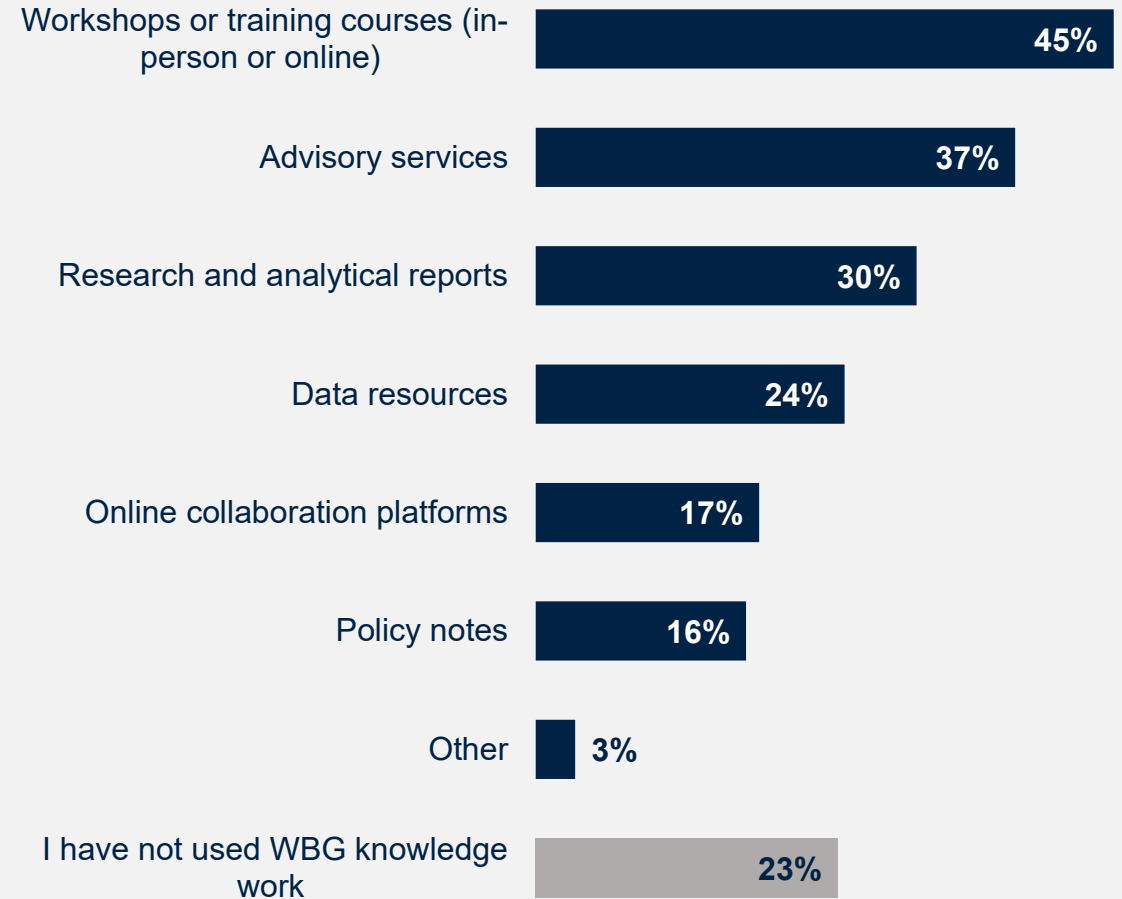 Workshops or training courses (in-
person or online)
45%
Advisory services
37%
Research and analytical reports
30%
Data resources
24%
Online collaboration platforms
17%
Policy notes
16%
Other
3%
I have not used WBG knowledge
work
23%